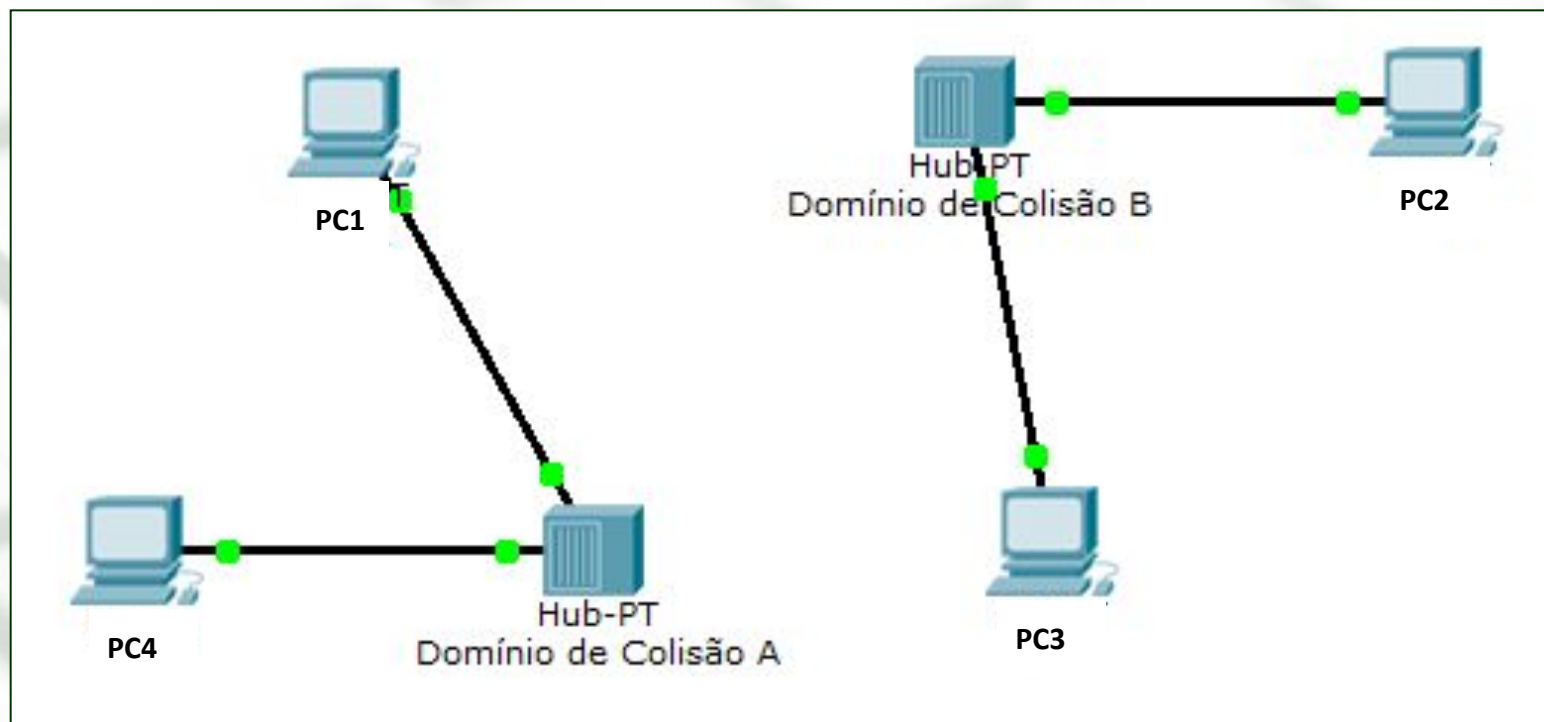 PC1
Hub-PT
Domínio de Colisão B
PC2
Hub-PT
Domínio de Colisão A
PC4
PC3